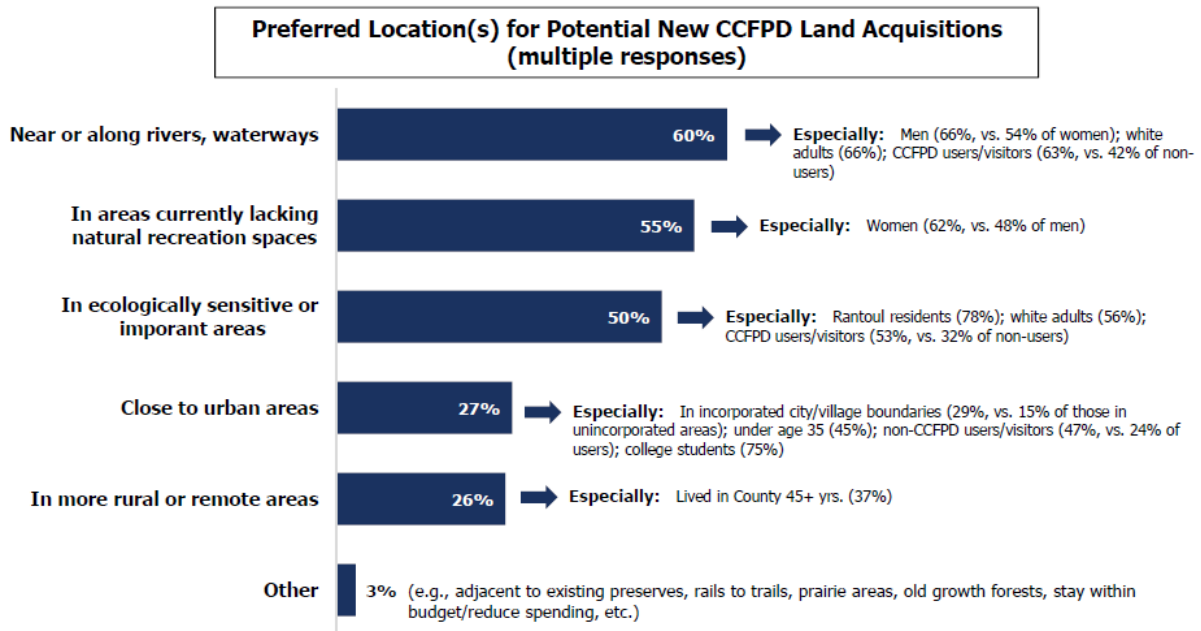 Preferred Location(s) for Potential New CCFPD Land Acquisitions
(multiple responses)
Near or along rivers, waterways
60%
Especially: Men (66%, vs. 54% of women); white
adults (66%); CCFPD users/visitors (63%, vs. 42% of non-
users)
In areas currently lacking
natural recreation spaces
55%
Especially: Women (62%, vs. 48% of men)
In ecologically sensitive or
imporant areas
50%
Especially: Rantoul residents (78%); white adults (56%);
CCFPD users/visitors (53%, vs. 32% of non-users)
Close to urban areas
27%
Especially: In incorporated city/village boundaries (29%, vs. 15% of those in
unincorporated areas); under age 35 (45%); non-CCFPD users/visitors (47%, vs. 24% of
users); college students (75%)
In more rural or remote areas
26%
Especially: Lived in County 45+ yrs. (37%)
Other
3% (e.g., adjacent to existing preserves, rails to trails, prairie areas, old growth forests, stay within
budget/reduce spending, etc.)